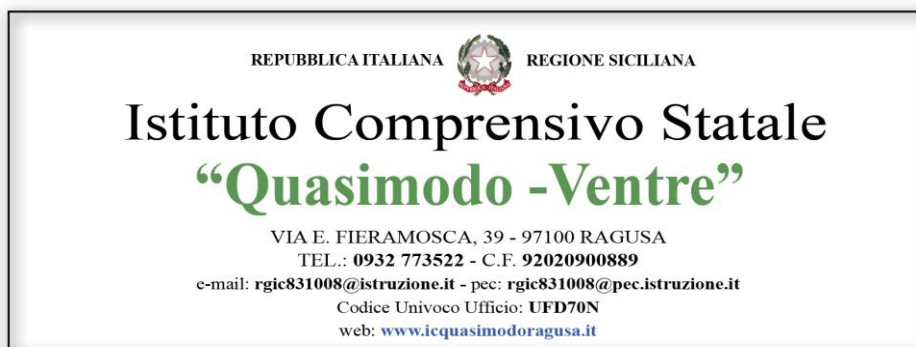 REPUBBLICA ITALIANA REGIONE SICILIANA
Istituto Comprensivo Statale
“Quasimodo -Ventre”
VIA E. FIERAMOSCA, 39 - 97100 RAGUSA
TEL.: 0932 773522 - C.F. 92020900889
e-mail: rgic831008@istruzione.it - pec: rgic831008@pec.istruzione.it
Codice Univoco Ufficio: UFD70N
web: www.icquasimodoragusa.it